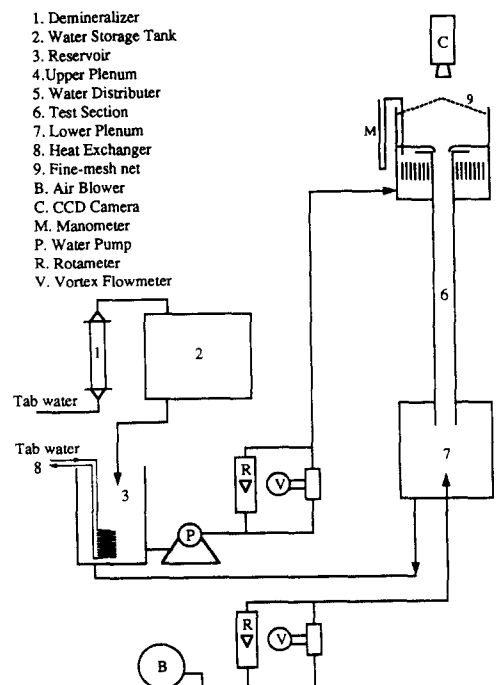 1. Demineralizer
2. Water Storage Tank
3. Reservoir
4.Upper Plenum
5. Water Distributer
6. Test Section
7. Lower Plenum
8. Heat Exchanger
9. Fine-mesh net
B. Air Blower
C. CCD Camera
M. Manometer
P. Water Pump
R. Rotameter
V. Vortex Flowmeter
C
9
M
6
1
2
Tab water
Tab water
8
3
R
V
7
P
R
V
B